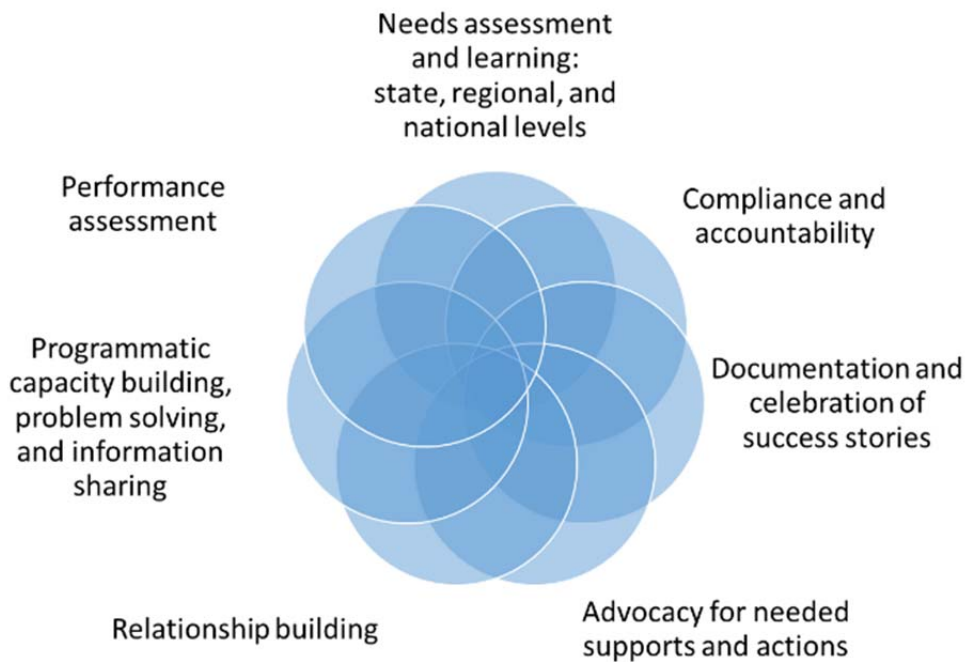 Needs assessment
and learning:
state, regional, and
national levels
Compliance and
accountability
Documentation and
celebration of
success stories
Advocacy for needed
supports and actions
Relationship building
Programmatic
capacity building,
problem solving,
and information
sharing
Performance
assessment